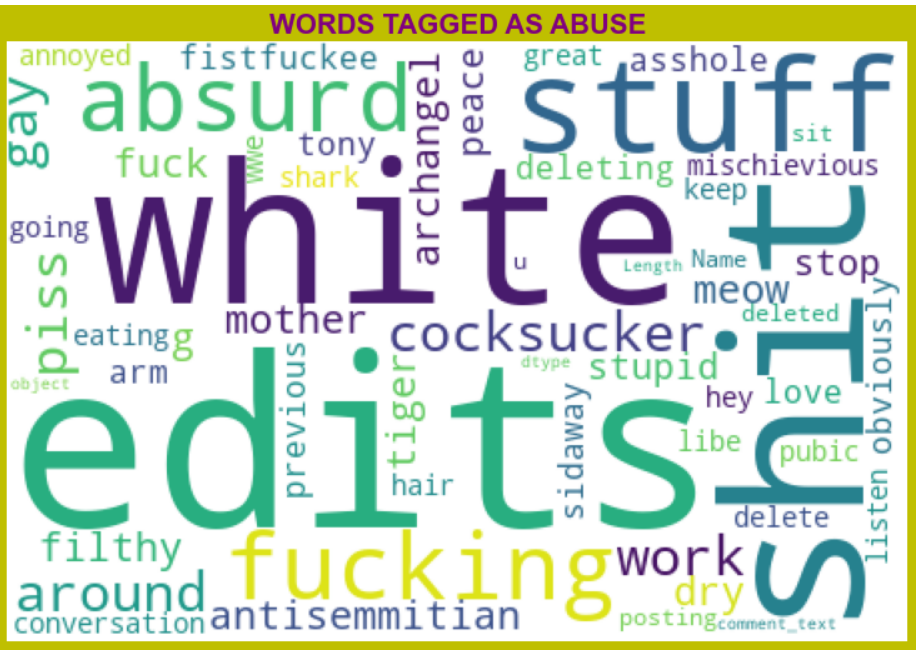 WORDS TAGGED AS ABUSE
annoyed
fistfuckee
great
asshole
gay
absurd
archangel
peace
stuff
sit
fuck
wwe
tony
shark
deleting
mischievious
keep
going
white
u
Length
Name
stop
piss
meow
shit
mother
cocksucker
deleted
obviously
eating
g
arm
object
previous
tiger
dtype
stupid
hey
love
edits
hair
sidaway
libe
pubic
listen
delete
filthy
fucking
work
around
dry
conversation
antisemmitian
posting
comment_text